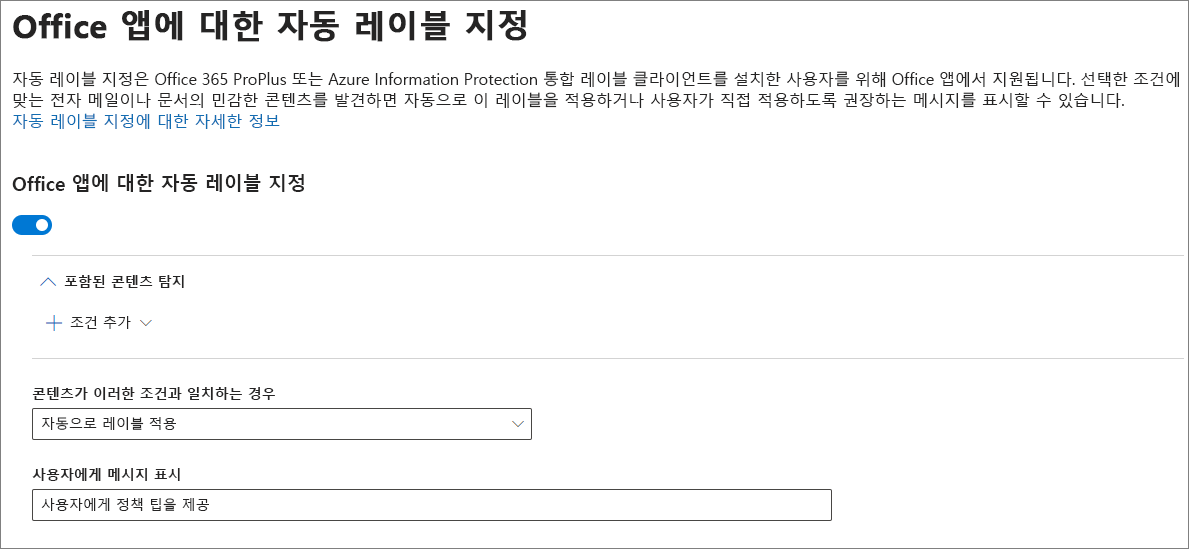 Office 앱에 대한 자동 레이블 지정
자동 레이블 지정은 Office 365 ProPlus 또는 Azure Information Protection 통합 레이블 클라이언트를 설치한 사용자를 위해 Office 앱에서 지원됩니다. 선택한 조건에
맞는 전자 메일이나 문서의 민감한 콘텐츠를 발견하면 자동으로 이 레이블을 적용하거나 사용자가 직접 적용하도록 권장하는 메시지를 표시할 수 있습니다.
자동 레이블 지정에 대한 자세한 정보
Office 앱에 대한 자동 레이블 지정
포함된 콘텐츠 탐지
조건 추가
콘텐츠가 이러한 조건과 일치하는 경우
자동으로 레이블 적용
사용자에게 메시지 표시
사용자에게 정책 팁을 제공